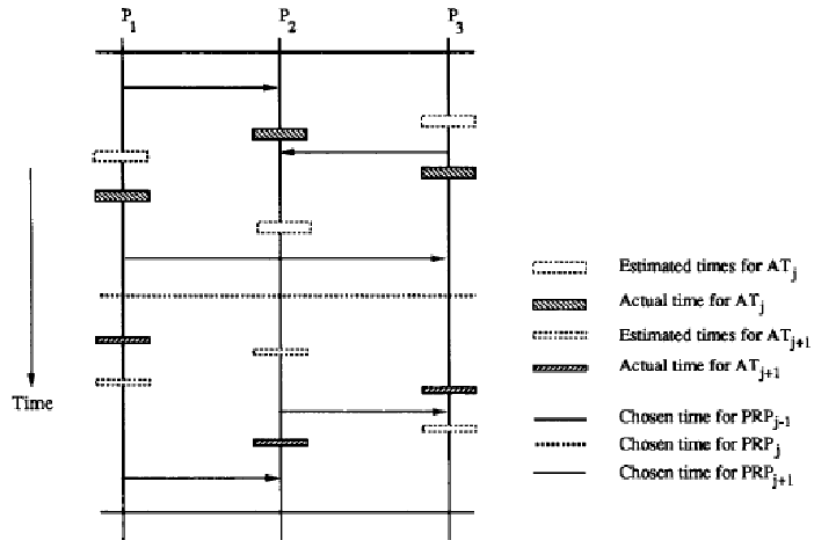 P1 P2 P3
Estimated times for ATj
Actual time for ATj
Estimated times for ATj+1
Actual time for ATj+1
Time
Chosen time for PRPj-1
Chosen time for PRPj
Chosen time for PRPj+1